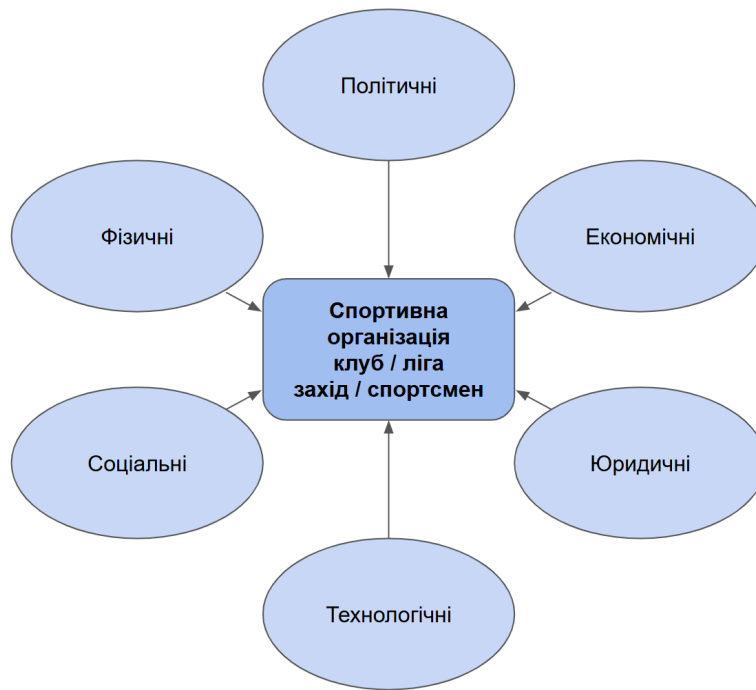 Політичні
Фізичні
Економічні
Спортивна
організація
клуб / ліга
захід / спортсмен
Соціальні
Юридичні
Технологічні